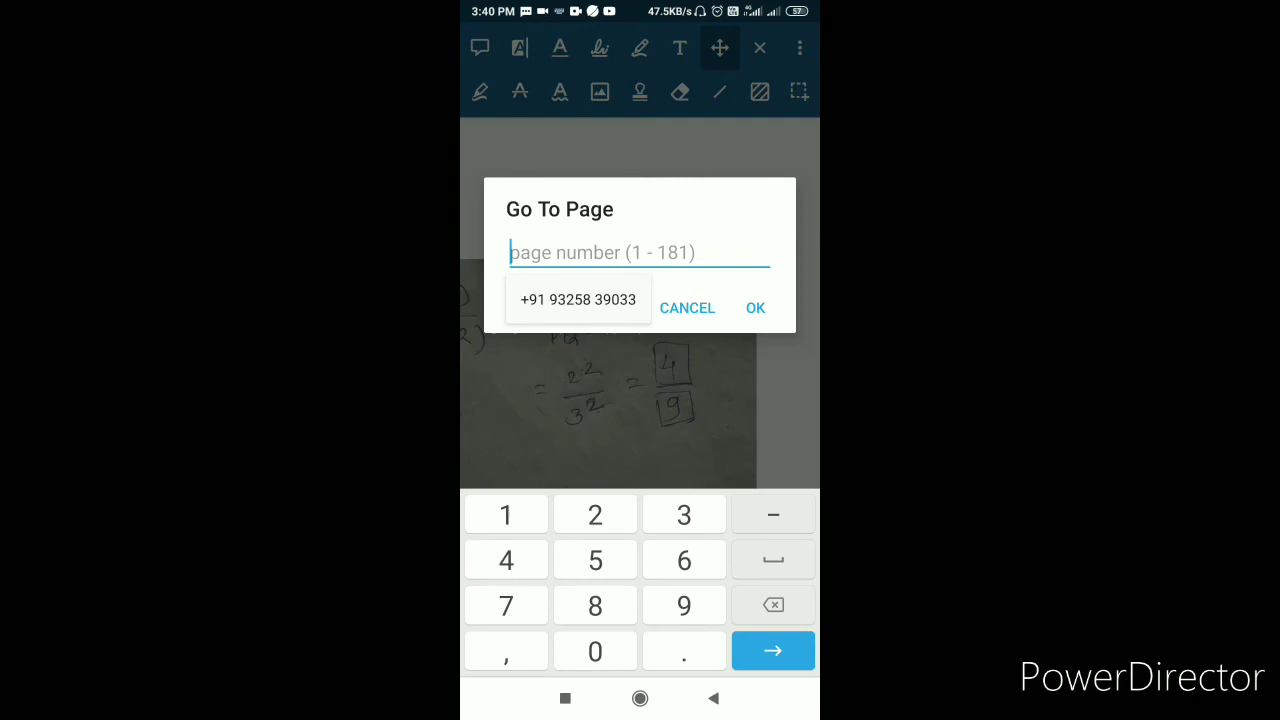 3:40 PM
47.5KB/s
4G
57
T
Go To Page
page number (1 - 181)
+91 93258 39033
CANCEL
OK
= 2² = 4
3² 9
1 2 3 -
4 5 6
7 8 9
, 0 .
PowerDirector